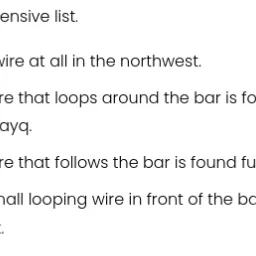 ensive list.
wire at all in the northwest.
re that loops around the bar is fo
ayq.
re that follows the bar is found fu
nall looping wire in front of the ba
.